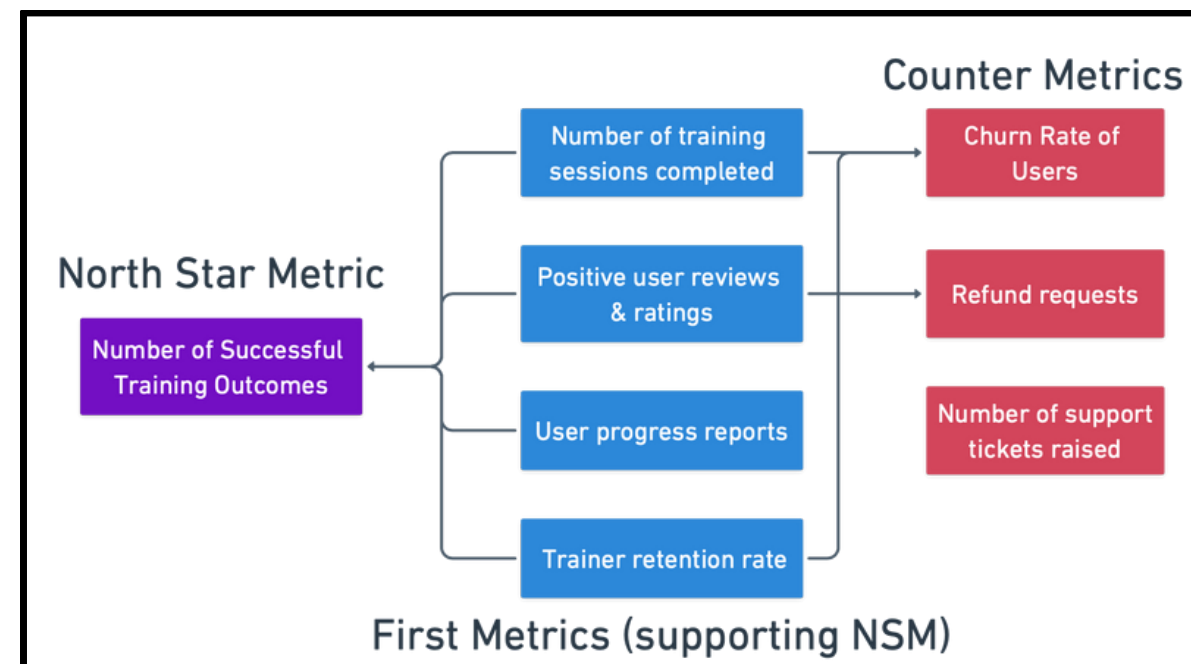 Counter Metrics
Number of training
sessions completed
Churn Rate of
Users
North Star Metric
Positive user reviews
& ratings
Refund requests
Number of Successful
Training Outcomes
User progress reports
Number of support
tickets raised
Trainer retention rate
First Metrics (supporting NSM)